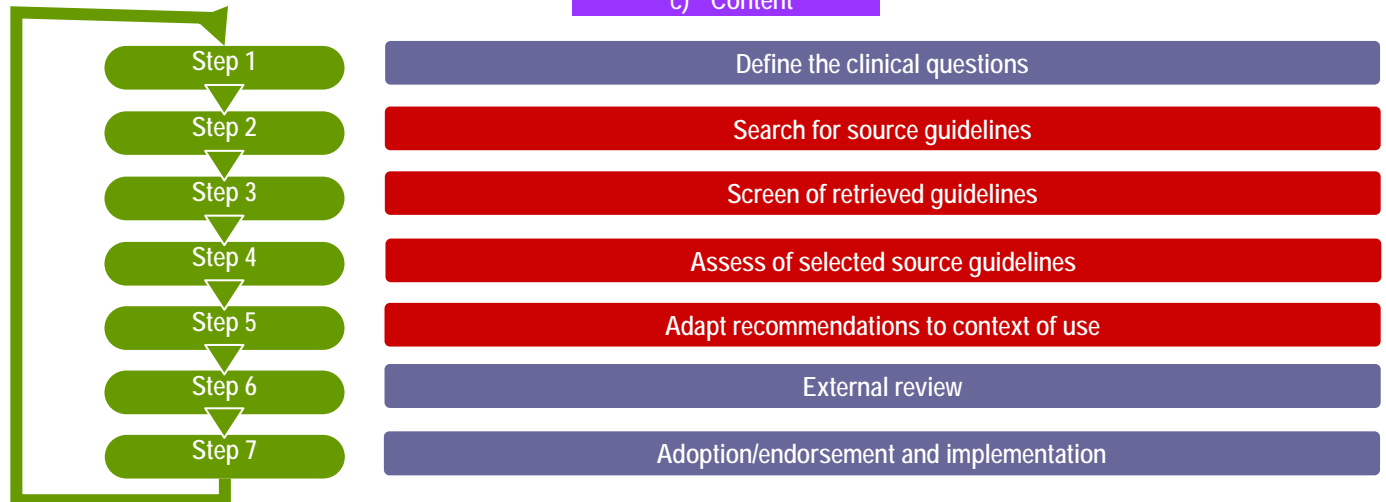 c) Content
Step 1
Define the clinical questions
Step 2
Search for source guidelines
Step 3
Screen of retrieved guidelines
Step 4
Assess of selected source guidelines
Step 5
Adapt recommendations to context of use
Step 6
External review
Step 7
Adoption/endorsement and implementation